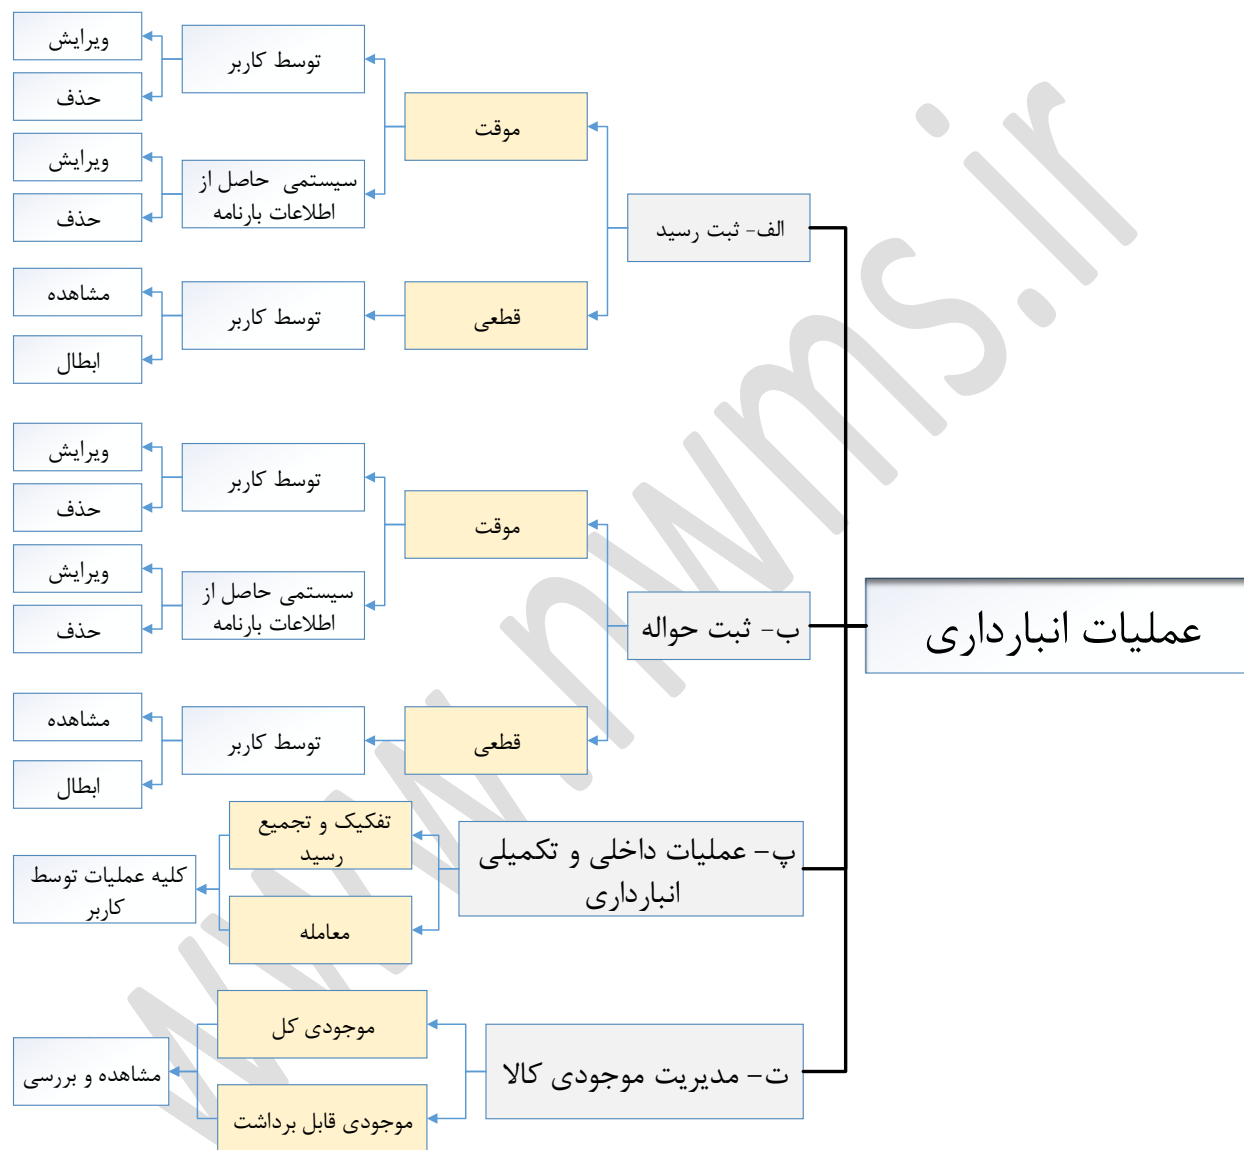 عملیات انبارداری
الف- ثبت رسید
موقت
توسط کاربر
ویرایش
حذف
سیستمی حاصل از
اطلاعات بارنامه
ویرایش
حذف
قطعی
توسط کاربر
مشاهده
ابطال
ب- ثبت حواله
موقت
توسط کاربر
ویرایش
حذف
سیستمی حاصل از
اطلاعات بارنامه
ویرایش
حذف
قطعی
توسط کاربر
مشاهده
ابطال
پ- عملیات داخلی و تکمیلی
انبارداری
تفکیک و تجمیع
رسید
معامله
کلیه عملیات توسط
کاربر
ت- مدیریت موجودی کالا
موجودی کل
موجودی قابل برداشت
مشاهده و بررسی
www.nwms.ir